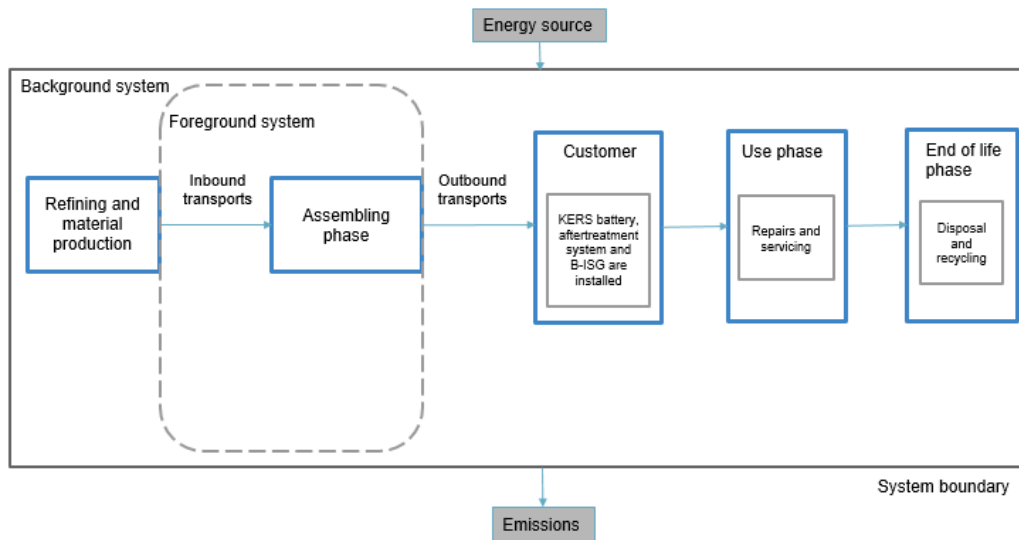 Energy source
Background system
Foreground system
Refining and
material
production
Inbound
transports
Assembling
phase
Outbound
transports
Customer
KERS battery,
aftertreatment
system and
B-ISG are
installed
Use phase
Repairs and
servicing
End of life
phase
Disposal
and
recycling
System boundary
Emissions